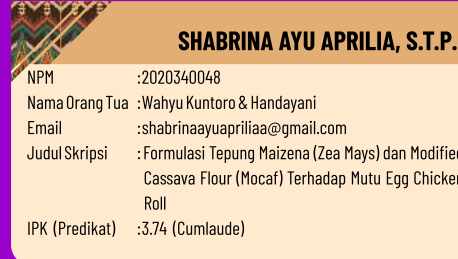 SHABRINA AYU APRILIA, S.T.P.
NPM :2020340048
Nama Orang Tua :Wahyu Kuntoro & Handayani
Email :shabrinaayuapriliaa@gmail.com
Judul Skripsi :Formulasi Tepung Maizena (Zea Mays) dan Modified
Cassava Flour (Mocaf) Terhadap Mutu Egg Chicken
Roll
IPK (Predikat) :3.74 (Cumlaude)